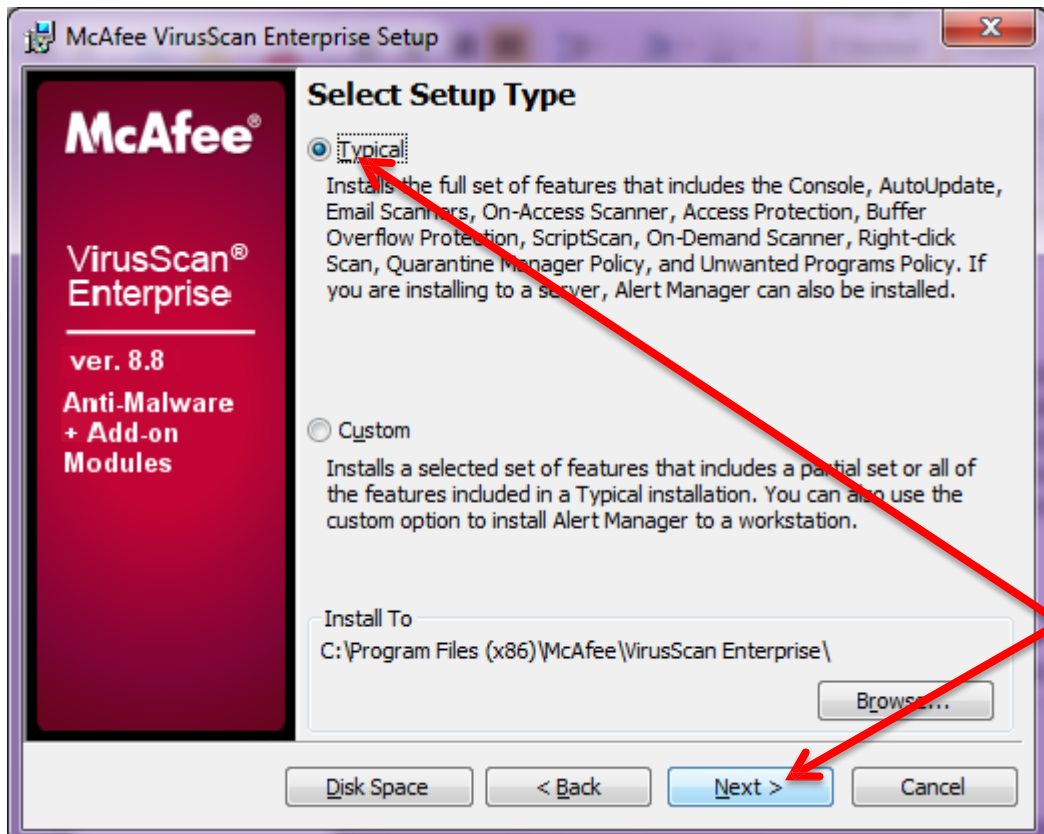 McAfee VirusScan Enterprise Setup
McAfee®
VirusScan®
Enterprise
ver. 8.8
Anti-Malware
+ Add-on
Modules
Select Setup Type
Typical
Installs the full set of features that includes the Console, AutoUpdate,
Email Scanners, On-Access Scanner, Access Protection, Buffer
Overflow Protection, ScriptScan, On-Demand Scanner, Right-click
Scan, Quarantine Manager Policy, and Unwanted Programs Policy. If
you are installing to a server, Alert Manager can also be installed.
Custom
Installs a selected set of features that includes a partial set or all of
the features included in a Typical installation. You can also use the
custom option to install Alert Manager to a workstation.
Install To
C:\Program Files (x86)\McAfee\VirusScan Enterprise\
Browse...
Disk Space
< Back
Next >
Cancel